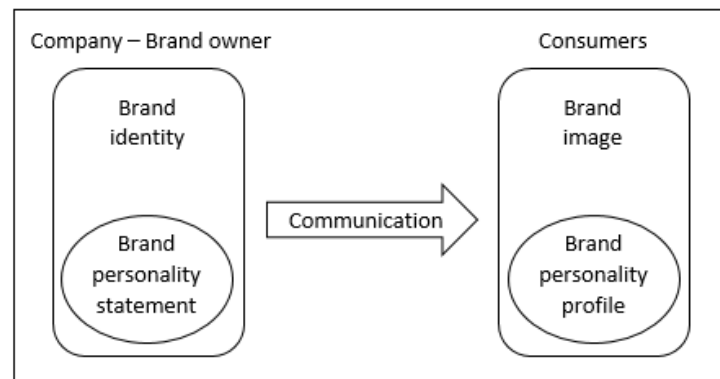 Company – Brand owner
Consumers
Brand
identity
Brand
personality
statement
Communication
Brand
image
Brand
personality
profile